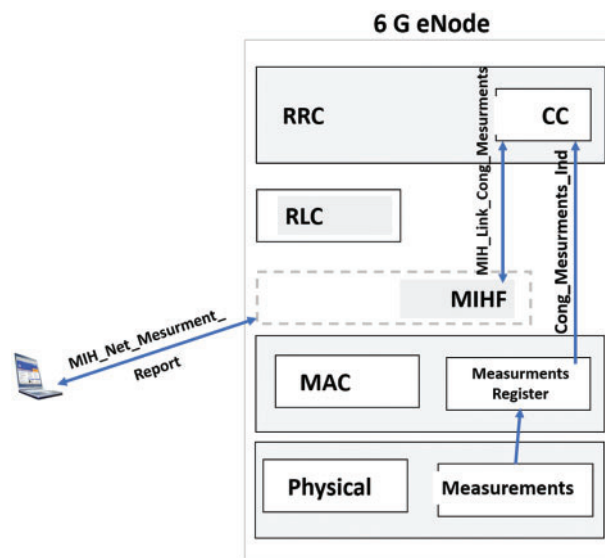 6 G eNode
RRC
CC
MIH_Link_Cong_Mesurments
Cong_Mesurments_Ind
RLC
MIHF
MIH_Net_Mesurment_
Report
MAC
Measurments
Register
Physical
Measurements